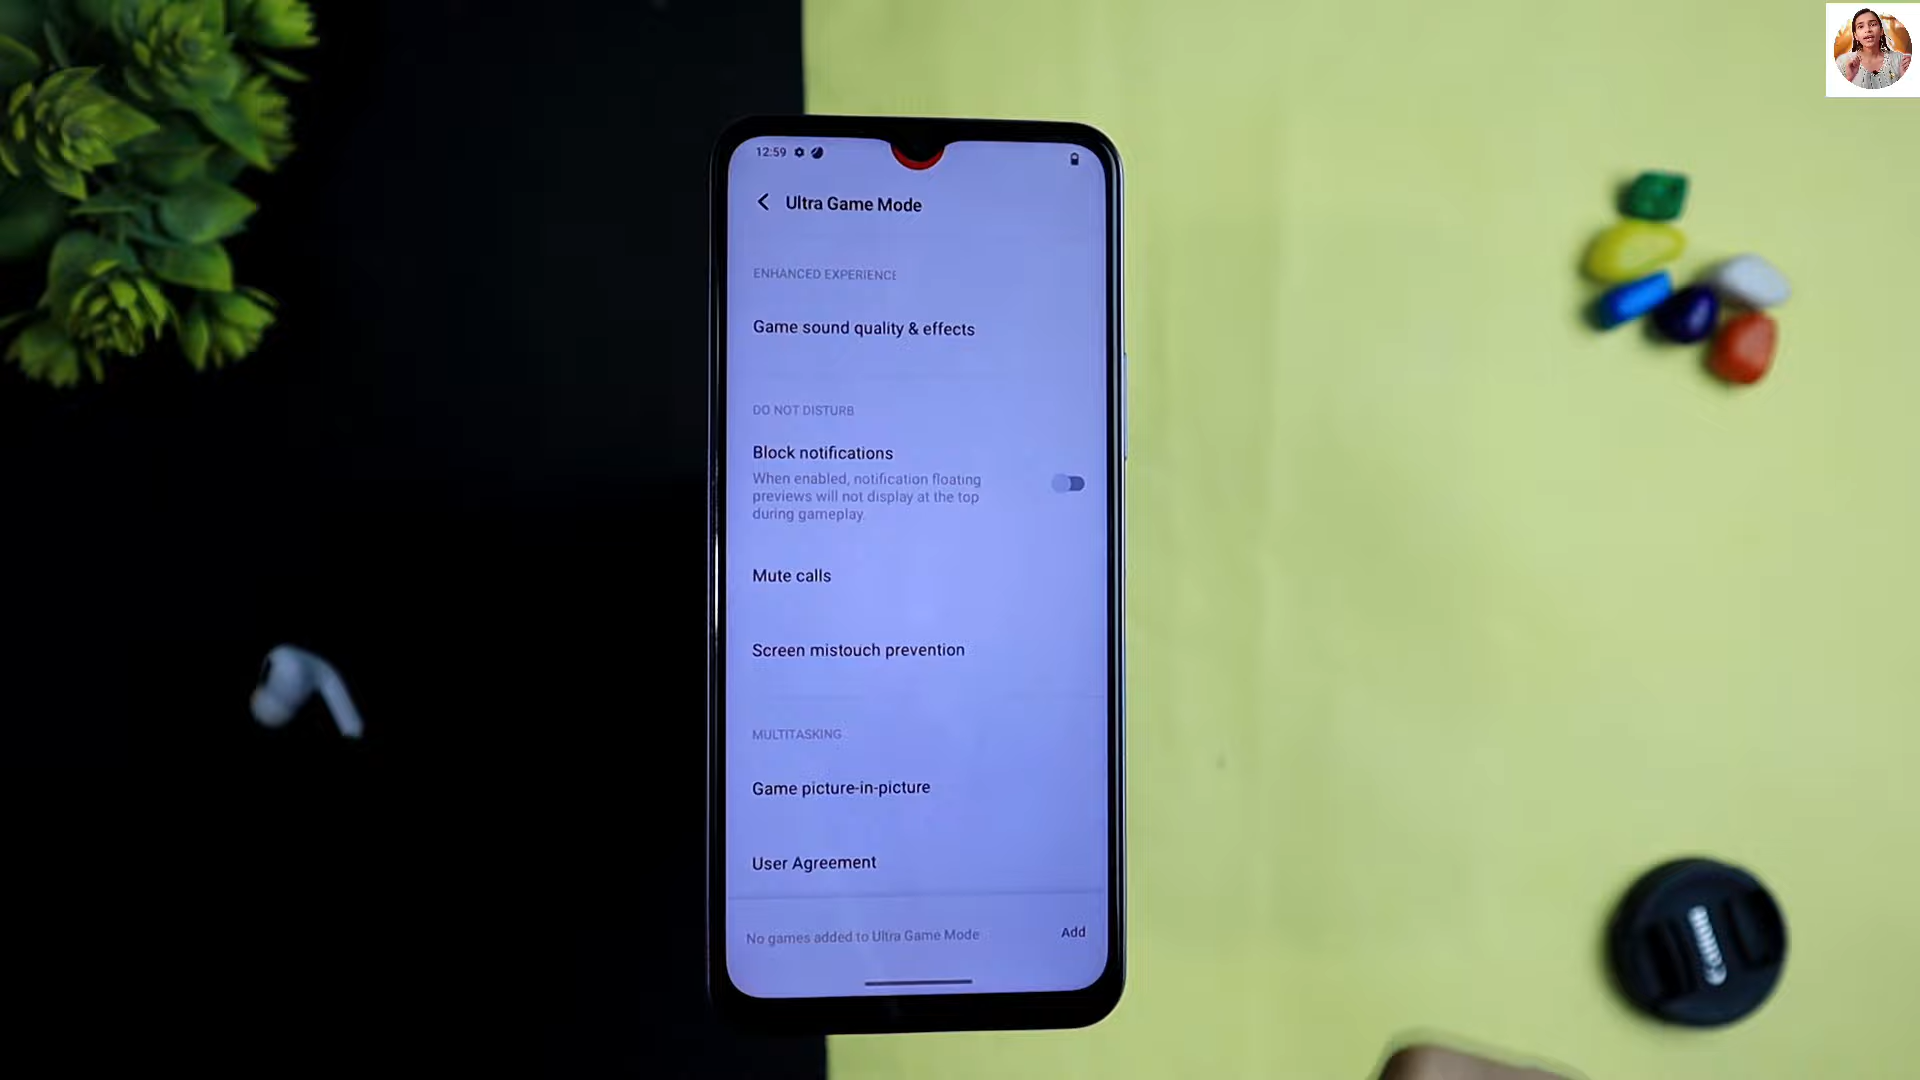 12:59
Ultra Game Mode
ENHANCED EXPERIENCE
Game sound quality & effects
DO NOT DISTURB
Block notifications
When enabled, notification floating
previews will not display at the top
during gameplay.
Mute calls
Screen mistouch prevention
MULTITASKING
Game picture-in-picture
User Agreement
No games added to Ultra Game Mode
Add
Canon